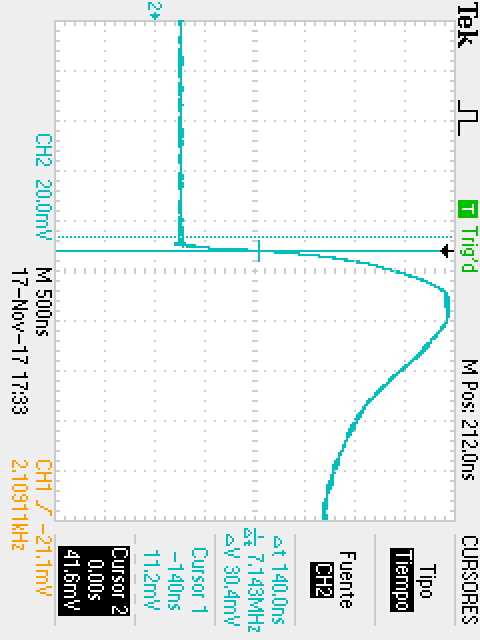 Tek T Trig'd M Pos: 212.0ns CURSORES
Tipo
Tiempo
Fuente
CH2
Δt 140.0ns
1/Δt 7.143MHz
ΔV 30.4mV
Cursor 1
−140ns
11.2mV
2
Cursor 2
0.00s
41.6mV
CH2 20.0mV M 500ns CH1 −21.1mV
17-Nov-17 17:33 2.10911kHz